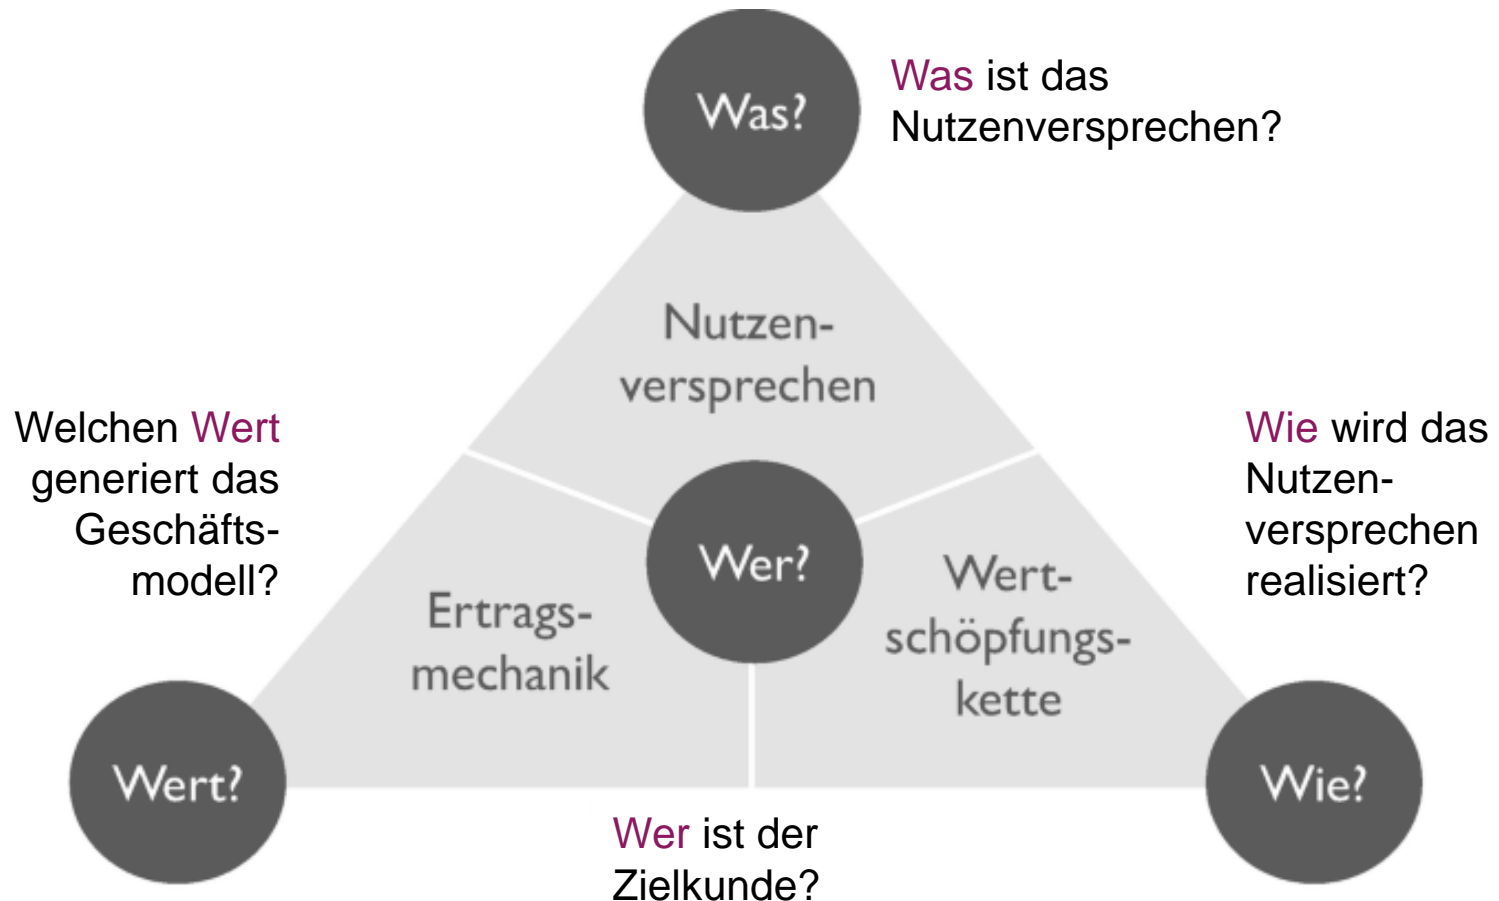 Was?
Was ist das
Nutzenversprechen?
Nutzen-
versprechen
Welchen Wert
generiert das
Geschäfts-
modell?
Wie wird das
Nutzen-
versprechen
realisiert?
Wer?
Ertrags-
mechanik
Wert-
schöpfungs-
kette
Wert?
Wie?
Wer ist der
Zielkunde?